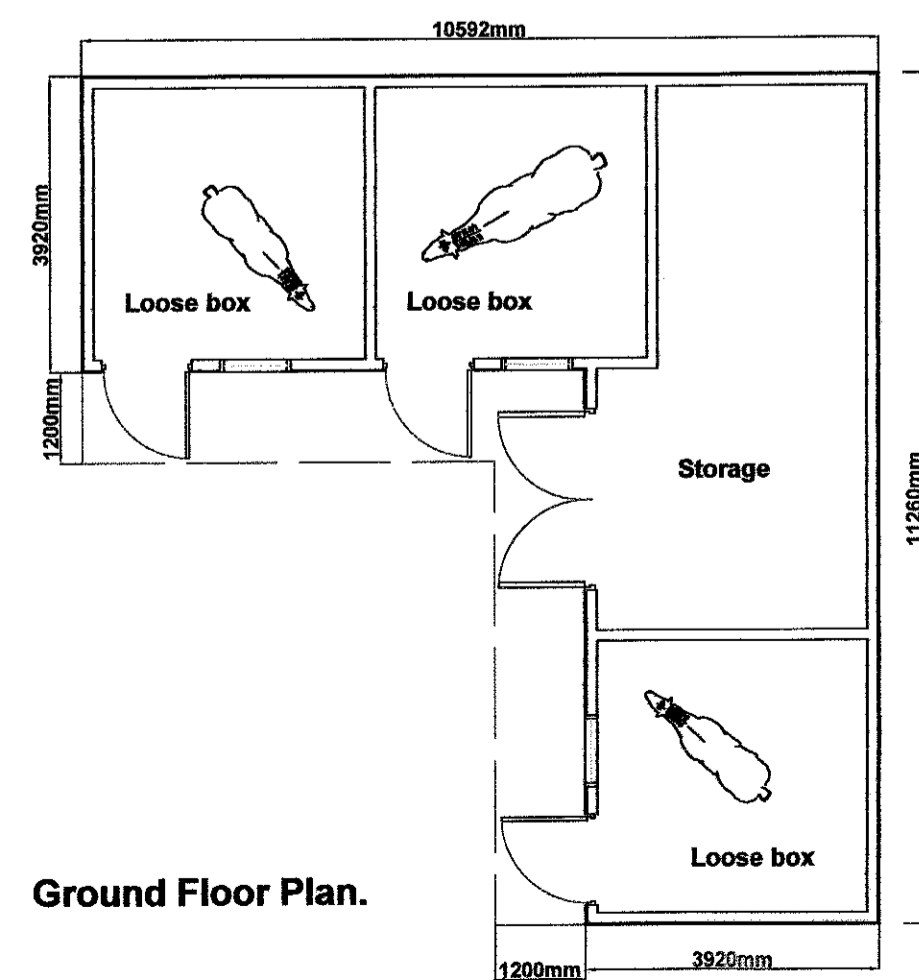 10592mm
3920mm
Loose box
Loose box
1200mm
Storage
11260mm
Loose box
Ground Floor Plan.
1200mm
3920mm